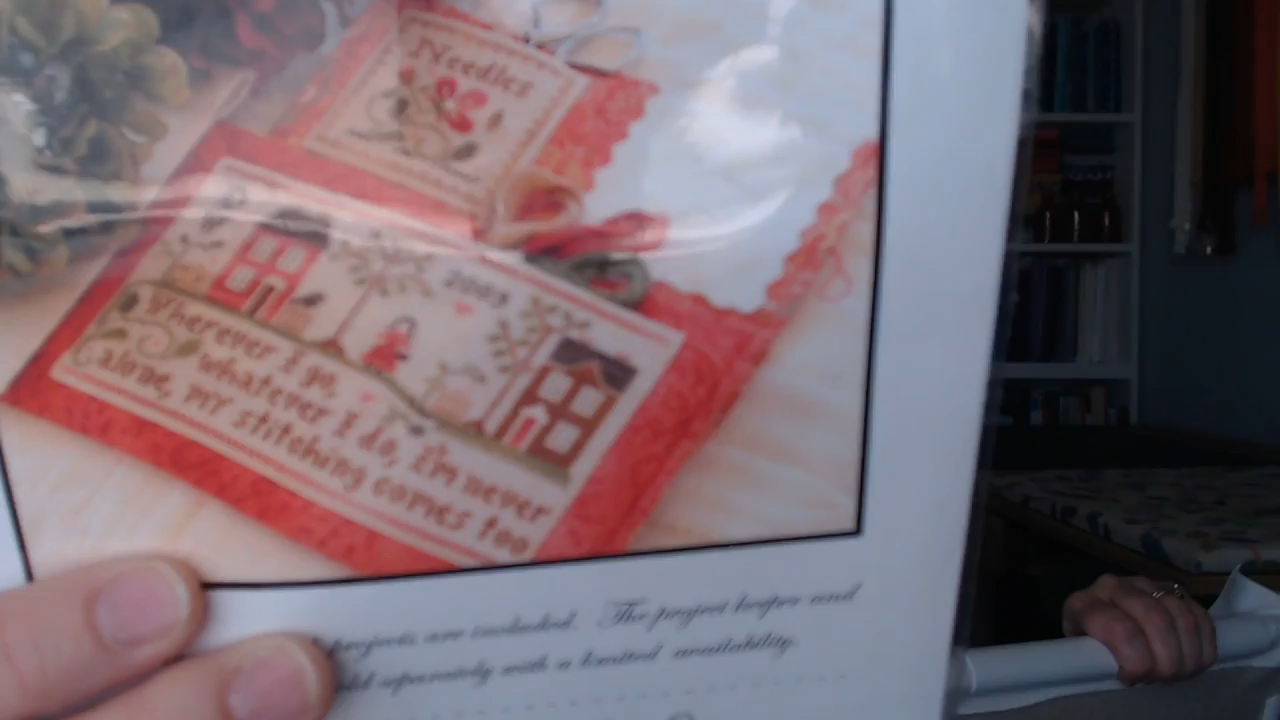 Needles
2003
Wherever I go,
whatever I do, I'm never
alone, my stitching comes too
projects are included. The project keeper and
separately with a limited availability.